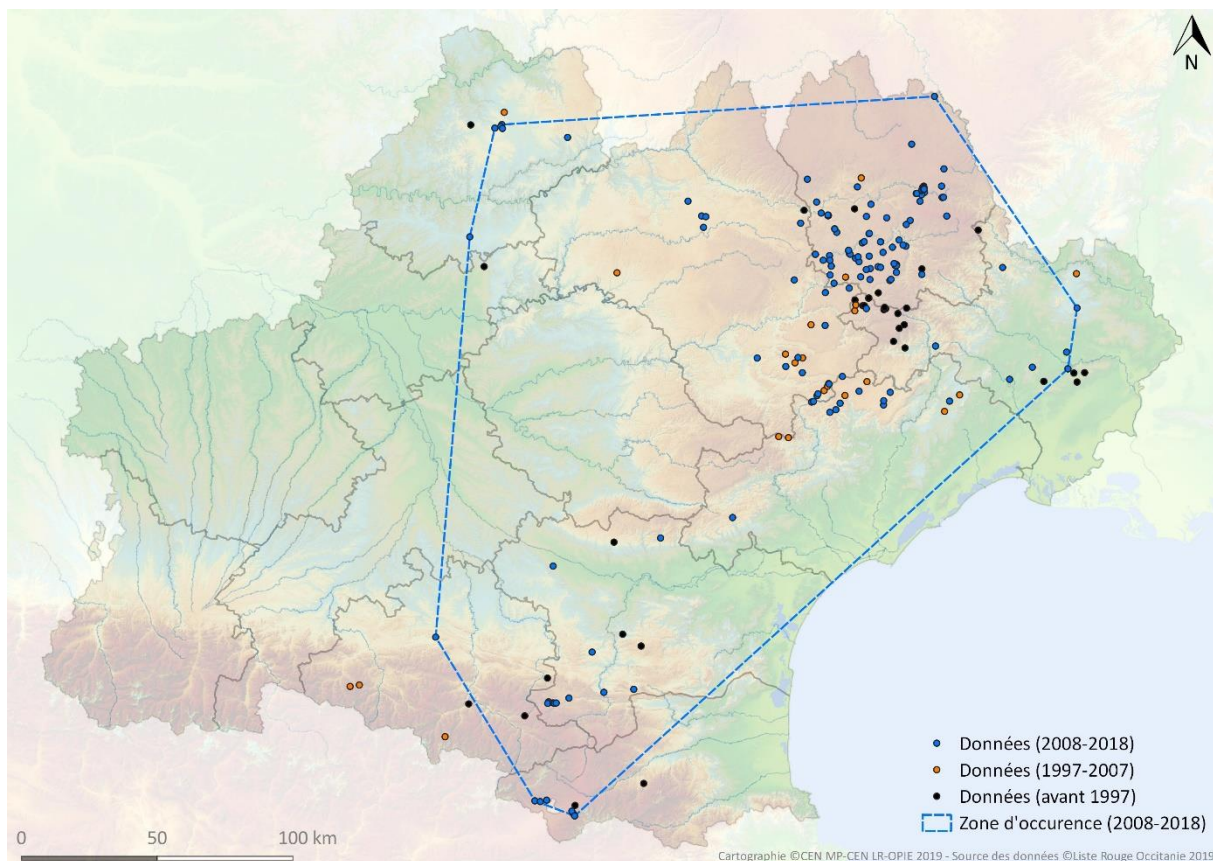 N
Données (2008-2018)
Données (1997-2007)
Données (avant 1997)
Zone d'occurence (2008-2018)
0 50 100 km
Cartographie ©CEN MP-CEN LR-OPIE 2019 - Source des données ©Liste Rouge Occitanie 2019